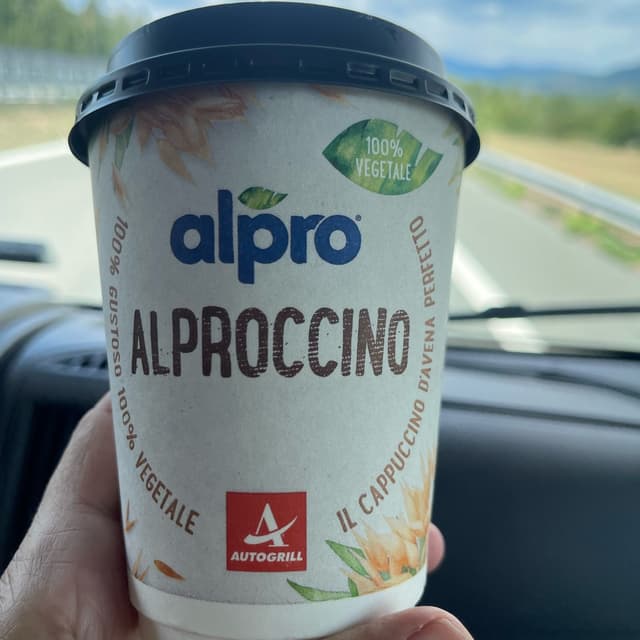 100%
VEGETALE
alpro
ALPROCCINO
100% GUSTOSO 100% VEGETALE
IL CAPPUCCINO D'AVENA PERFETTO
AUTOGRILL